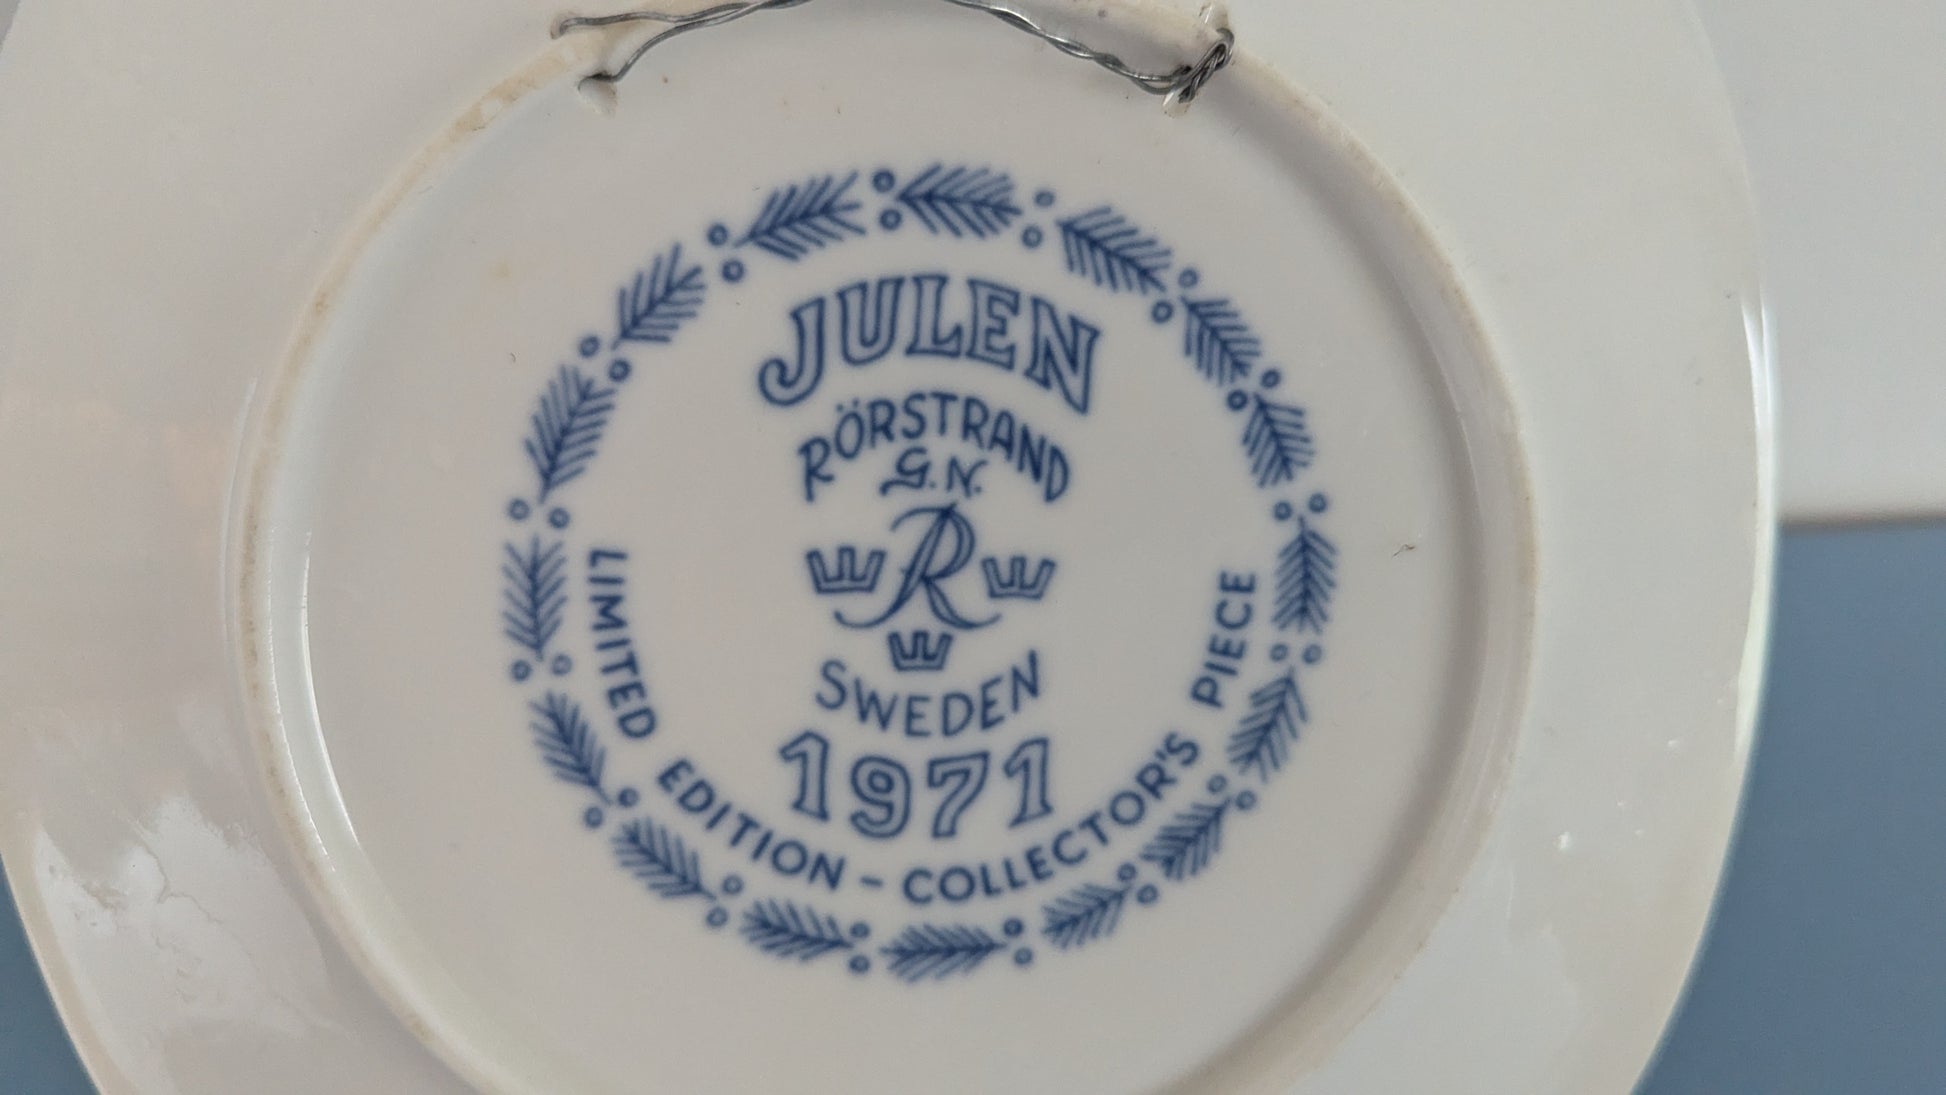 JULEN
RÖRSTRAND
G.N.
R
SWEDEN
1971
LIMITED EDITION - COLLECTOR'S PIECE